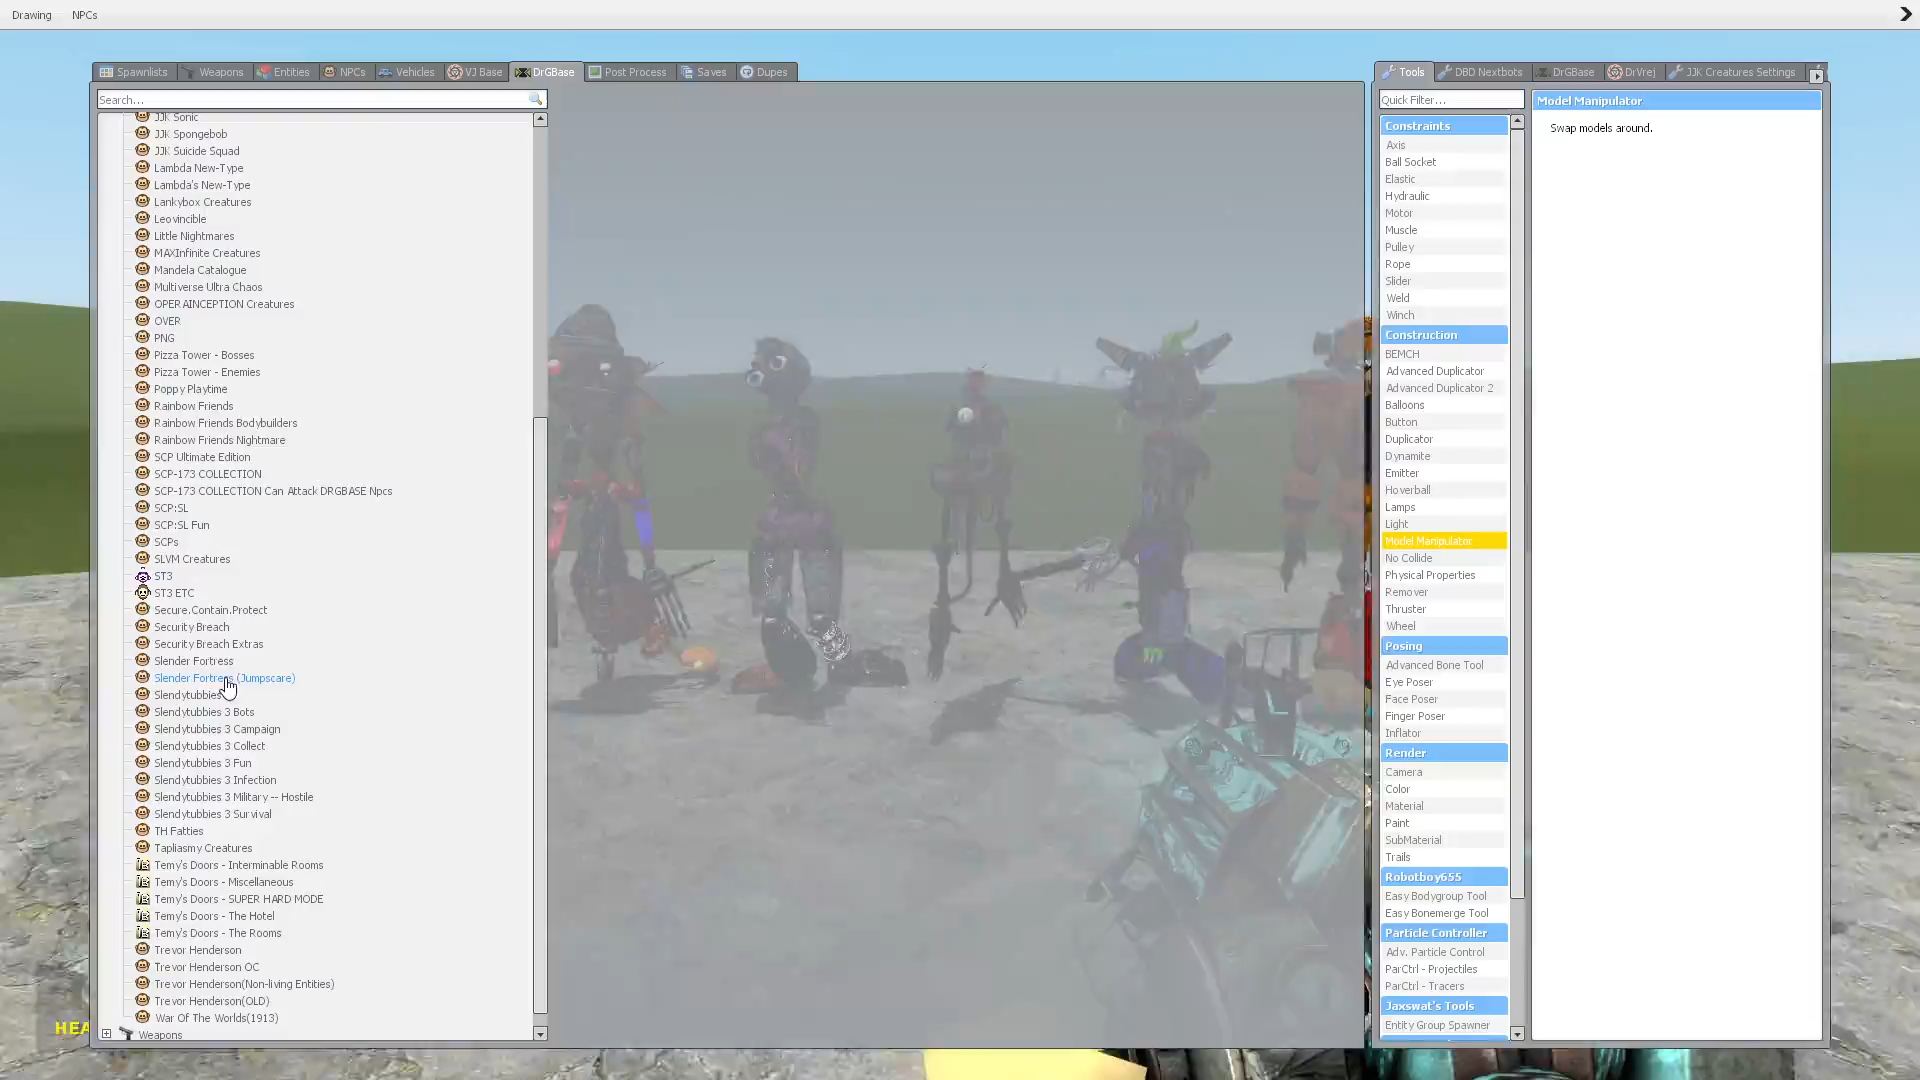 Drawing NPCs
Spawnlists Weapons Entities NPCs Vehicles VJ Base DrGBase Post Process Saves Dupes
Tools DBD Nextbots DrGBase DrVrej JJK Creatures Settings
Search...
JJK Sonic
JJK Spongebob
JJK Suicide Squad
Lambda New-Type
Lambda's New-Type
Lankybox Creatures
Leovincible
Little Nightmares
MAXInfinite Creatures
Mandela Catalogue
Multiverse Ultra Chaos
OPERAINCEPTION Creatures
OVER
PNG
Pizza Tower - Bosses
Pizza Tower - Enemies
Poppy Playtime
Rainbow Friends
Rainbow Friends Bodybuilders
Rainbow Friends Nightmare
SCP Ultimate Edition
SCP-173 COLLECTION
SCP-173 COLLECTION Can Attack DRGBASE Npcs
SCP:SL
SCP:SL Fun
SCPs
SLVM Creatures
ST3
ST3 ETC
Secure.Contain.Protect
Security Breach
Security Breach Extras
Slender Fortress
Slender Fortress (Jumpscare)
Slendytubbies
Slendytubbies 3 Bots
Slendytubbies 3 Campaign
Slendytubbies 3 Collect
Slendytubbies 3 Fun
Slendytubbies 3 Infection
Slendytubbies 3 Military -- Hostile
Slendytubbies 3 Survival
TH Fatties
Tapliasmy Creatures
Temy's Doors - Interminable Rooms
Temy's Doors - Miscellaneous
Temy's Doors - SUPER HARD MODE
Temy's Doors - The Hotel
Temy's Doors - The Rooms
Trevor Henderson
Trevor Henderson OC
Trevor Henderson(Non-living Entities)
Trevor Henderson(OLD)
War Of The Worlds(1913)
Weapons
HEA
Quick Filter...
Constraints
Axis
Ball Socket
Elastic
Hydraulic
Motor
Muscle
Pulley
Rope
Slider
Weld
Winch
Construction
BEMCH
Advanced Duplicator
Advanced Duplicator 2
Balloons
Button
Duplicator
Dynamite
Emitter
Hoverball
Lamps
Light
Model Manipulator
No Collide
Physical Properties
Remover
Thruster
Wheel
Posing
Advanced Bone Tool
Eye Poser
Face Poser
Finger Poser
Inflator
Render
Camera
Color
Material
Paint
SubMaterial
Trails
Robotboy655
Easy Bodygroup Tool
Easy Bonemerge Tool
Particle Controller
Adv. Particle Control
ParCtrl - Projectiles
ParCtrl - Tracers
Jaxswat's Tools
Entity Group Spawner
Model Manipulator
Swap models around.